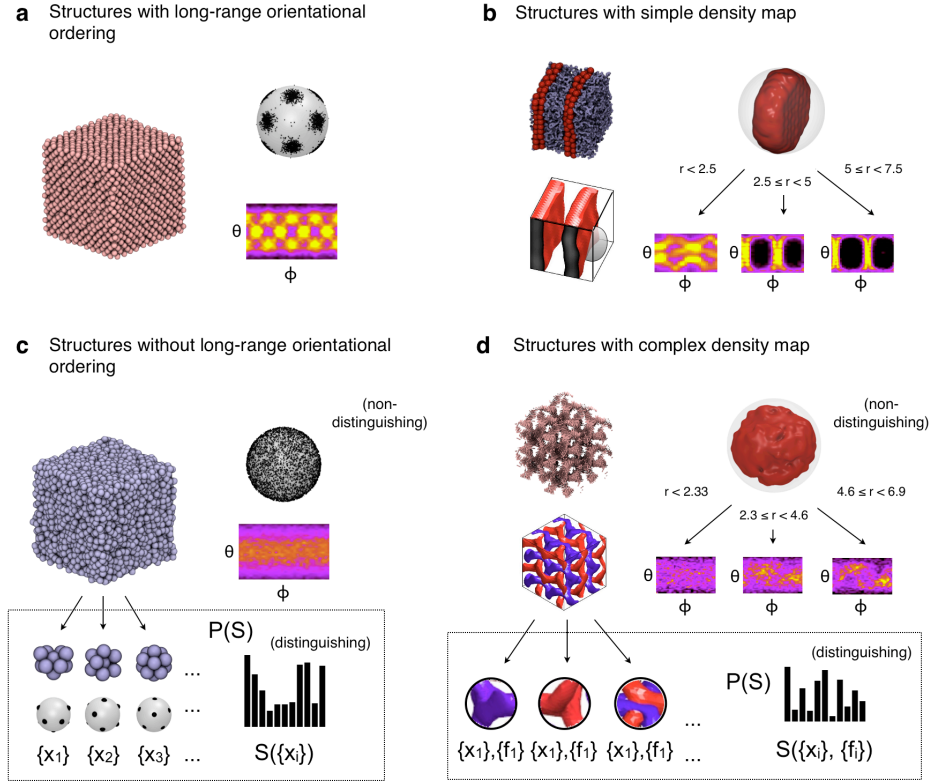 a Structures with long-range orientational
ordering
θ
ϕ
b Structures with simple density map
r < 2.5
2.5 ≤ r < 5
5 ≤ r < 7.5
θ
θ
θ
ϕ
ϕ
ϕ
c Structures without long-range orientational
ordering
(non-
distinguishing)
θ
ϕ
P(S)
(distinguishing)
...
...
{x1} {x2} {x3} ...
S({xi})
d Structures with complex density map
(non-
distinguishing)
r < 2.33
2.3 ≤ r < 4.6
4.6 ≤ r < 6.9
θ
θ
θ
ϕ
ϕ
ϕ
(distinguishing)
P(S)
...
{x1},{f1} {x1},{f1} {x1},{f1} ...
S({xi}, {fi})